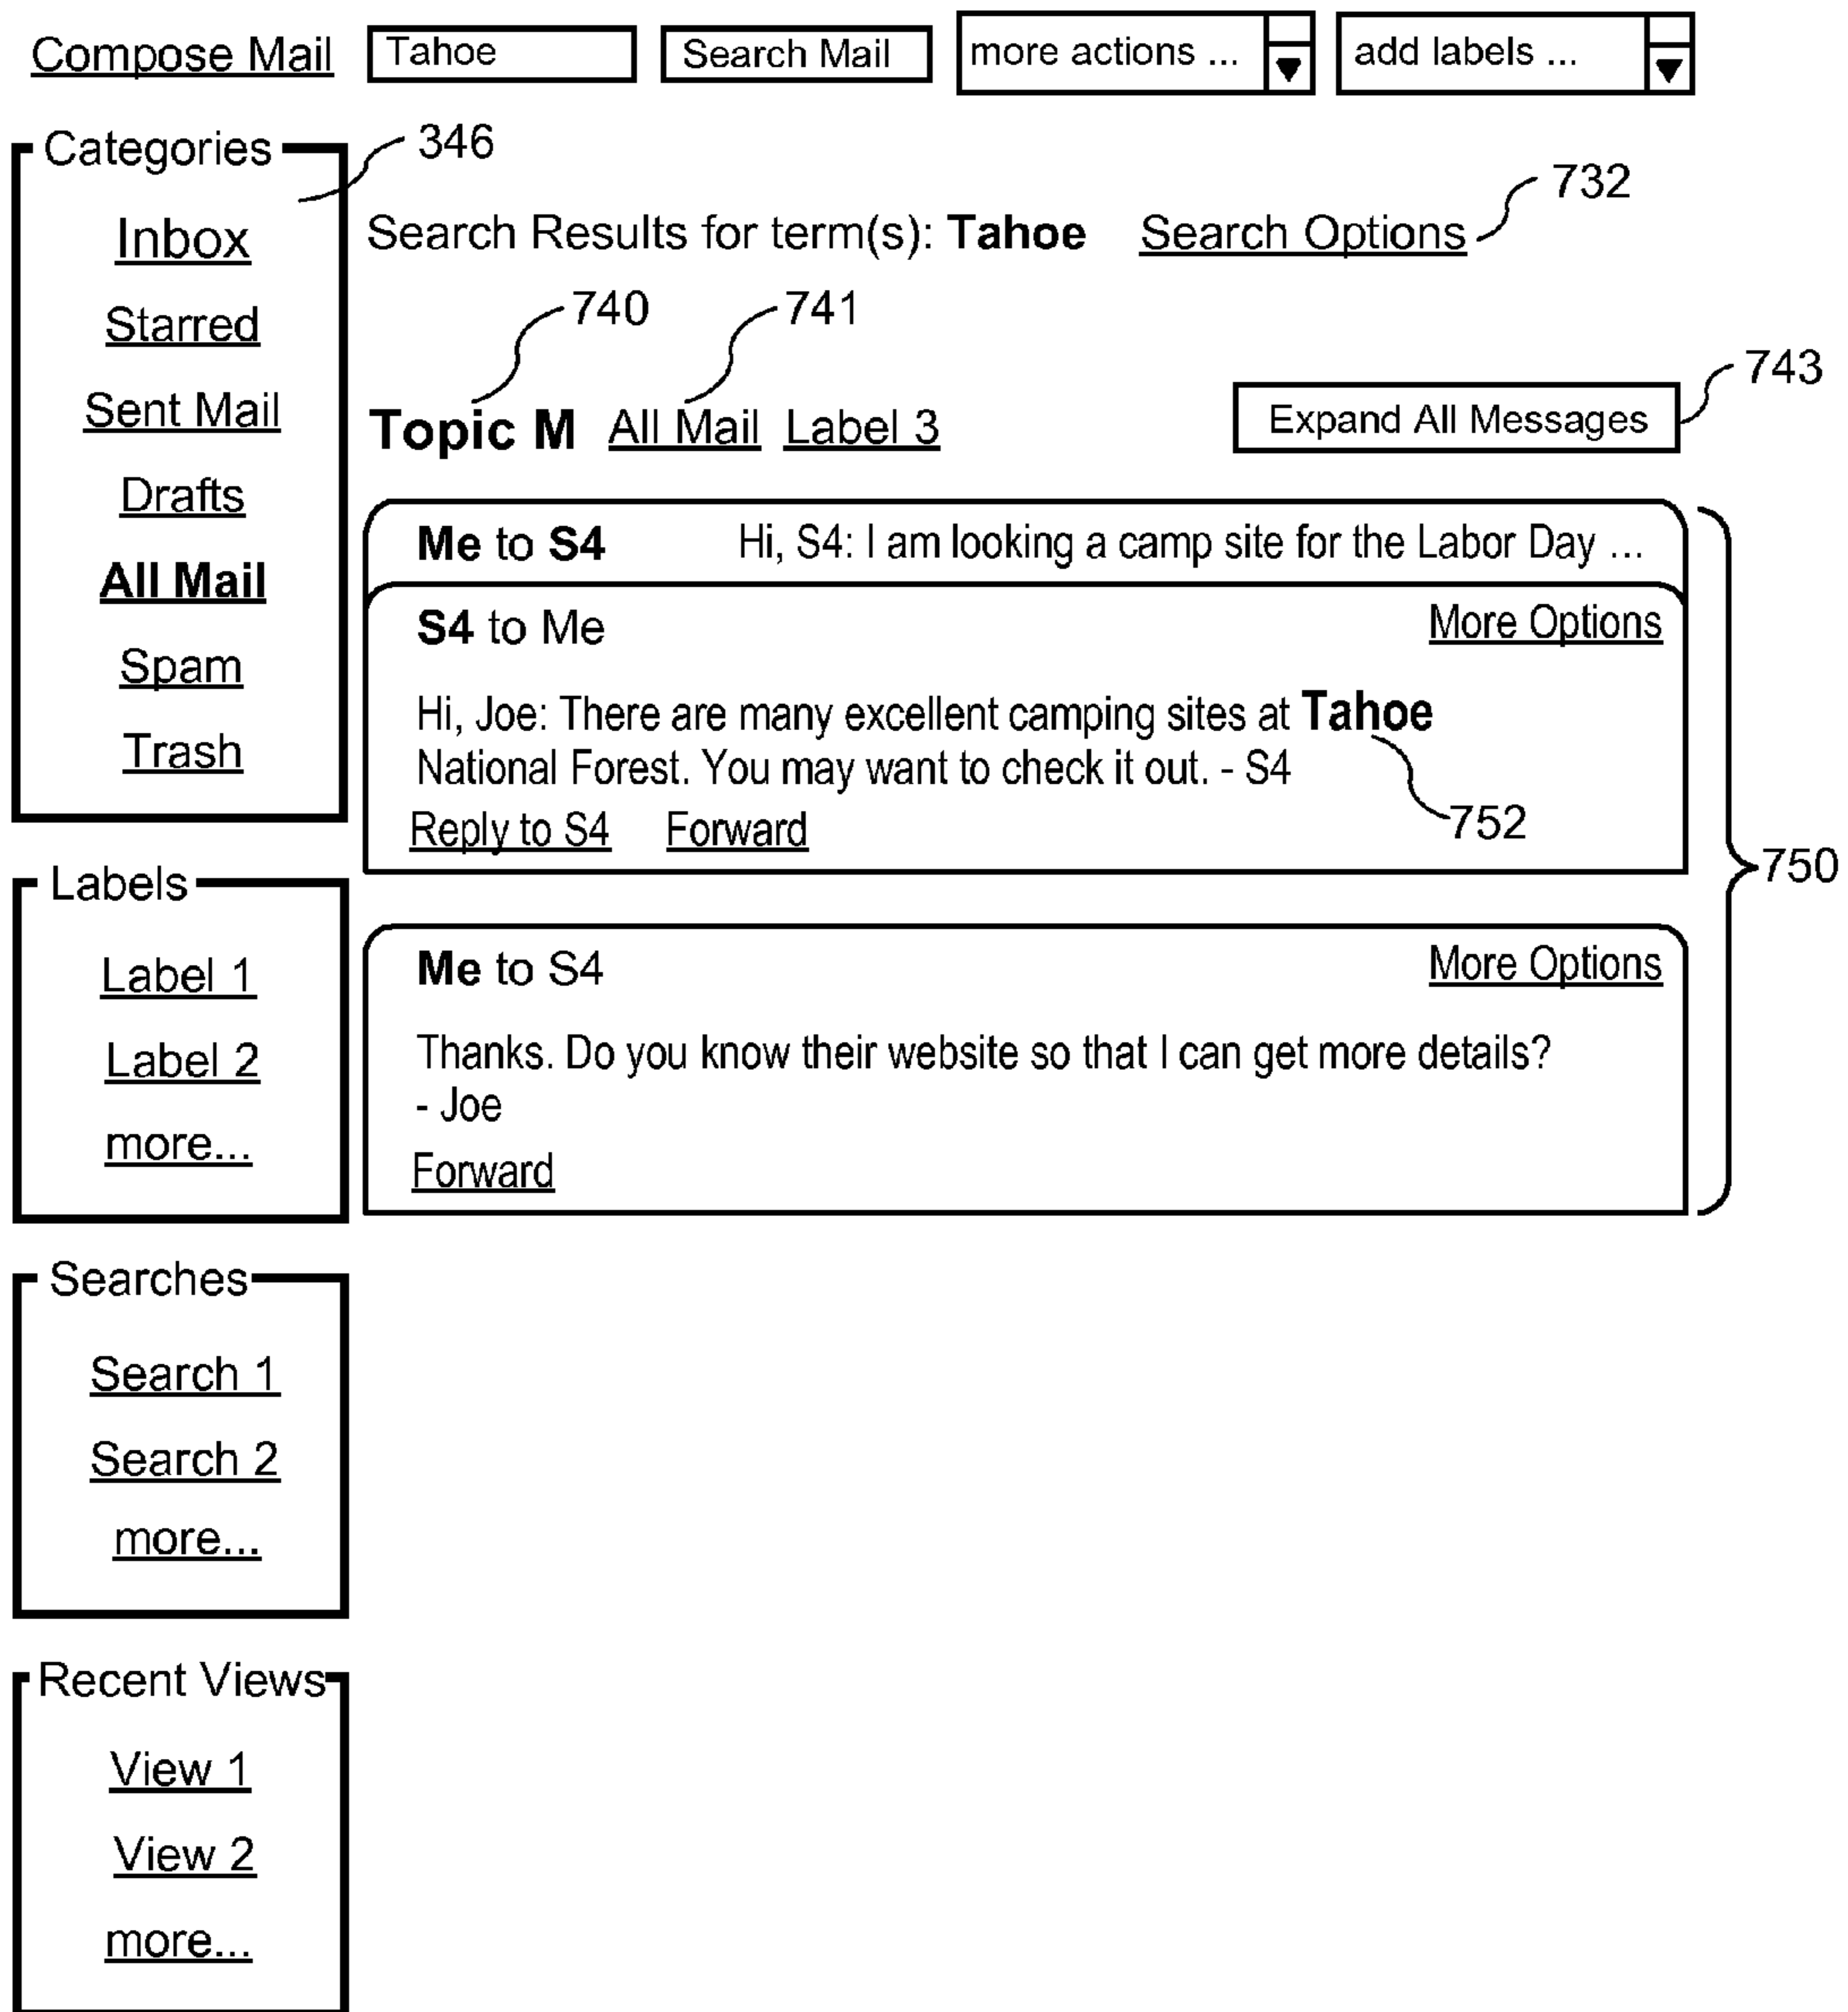 Compose Mail Tahoe Search Mail more actions ... add labels ...
Categories
346
Inbox
Starred
Sent Mail
Drafts
All Mail
Spam
Trash
Labels
Label 1
Label 2
more...
Searches
Search 1
Search 2
more...
Recent Views
View 1
View 2
more...
732
Search Results for term(s): Tahoe Search Options
740 741
743
Topic M All Mail Label 3 Expand All Messages
Me to S4 Hi, S4: I am looking a camp site for the Labor Day ...
S4 to Me More Options
Hi, Joe: There are many excellent camping sites at Tahoe
National Forest. You may want to check it out. - S4
752
Reply to S4 Forward
750
Me to S4 More Options
Thanks. Do you know their website so that I can get more details?
- Joe
Forward